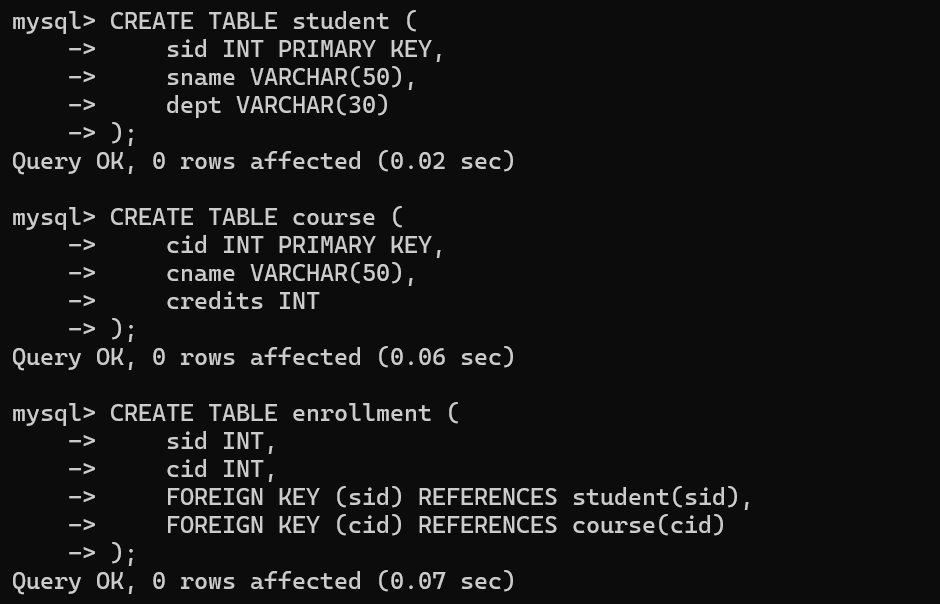 mysql> CREATE TABLE student (
    ->     sid INT PRIMARY KEY,
    ->     sname VARCHAR(50),
    ->     dept VARCHAR(30)
    -> );
Query OK, 0 rows affected (0.02 sec)

mysql> CREATE TABLE course (
    ->     cid INT PRIMARY KEY,
    ->     cname VARCHAR(50),
    ->     credits INT
    -> );
Query OK, 0 rows affected (0.06 sec)

mysql> CREATE TABLE enrollment (
    ->     sid INT,
    ->     cid INT,
    ->     FOREIGN KEY (sid) REFERENCES student(sid),
    ->     FOREIGN KEY (cid) REFERENCES course(cid)
    -> );
Query OK, 0 rows affected (0.07 sec)